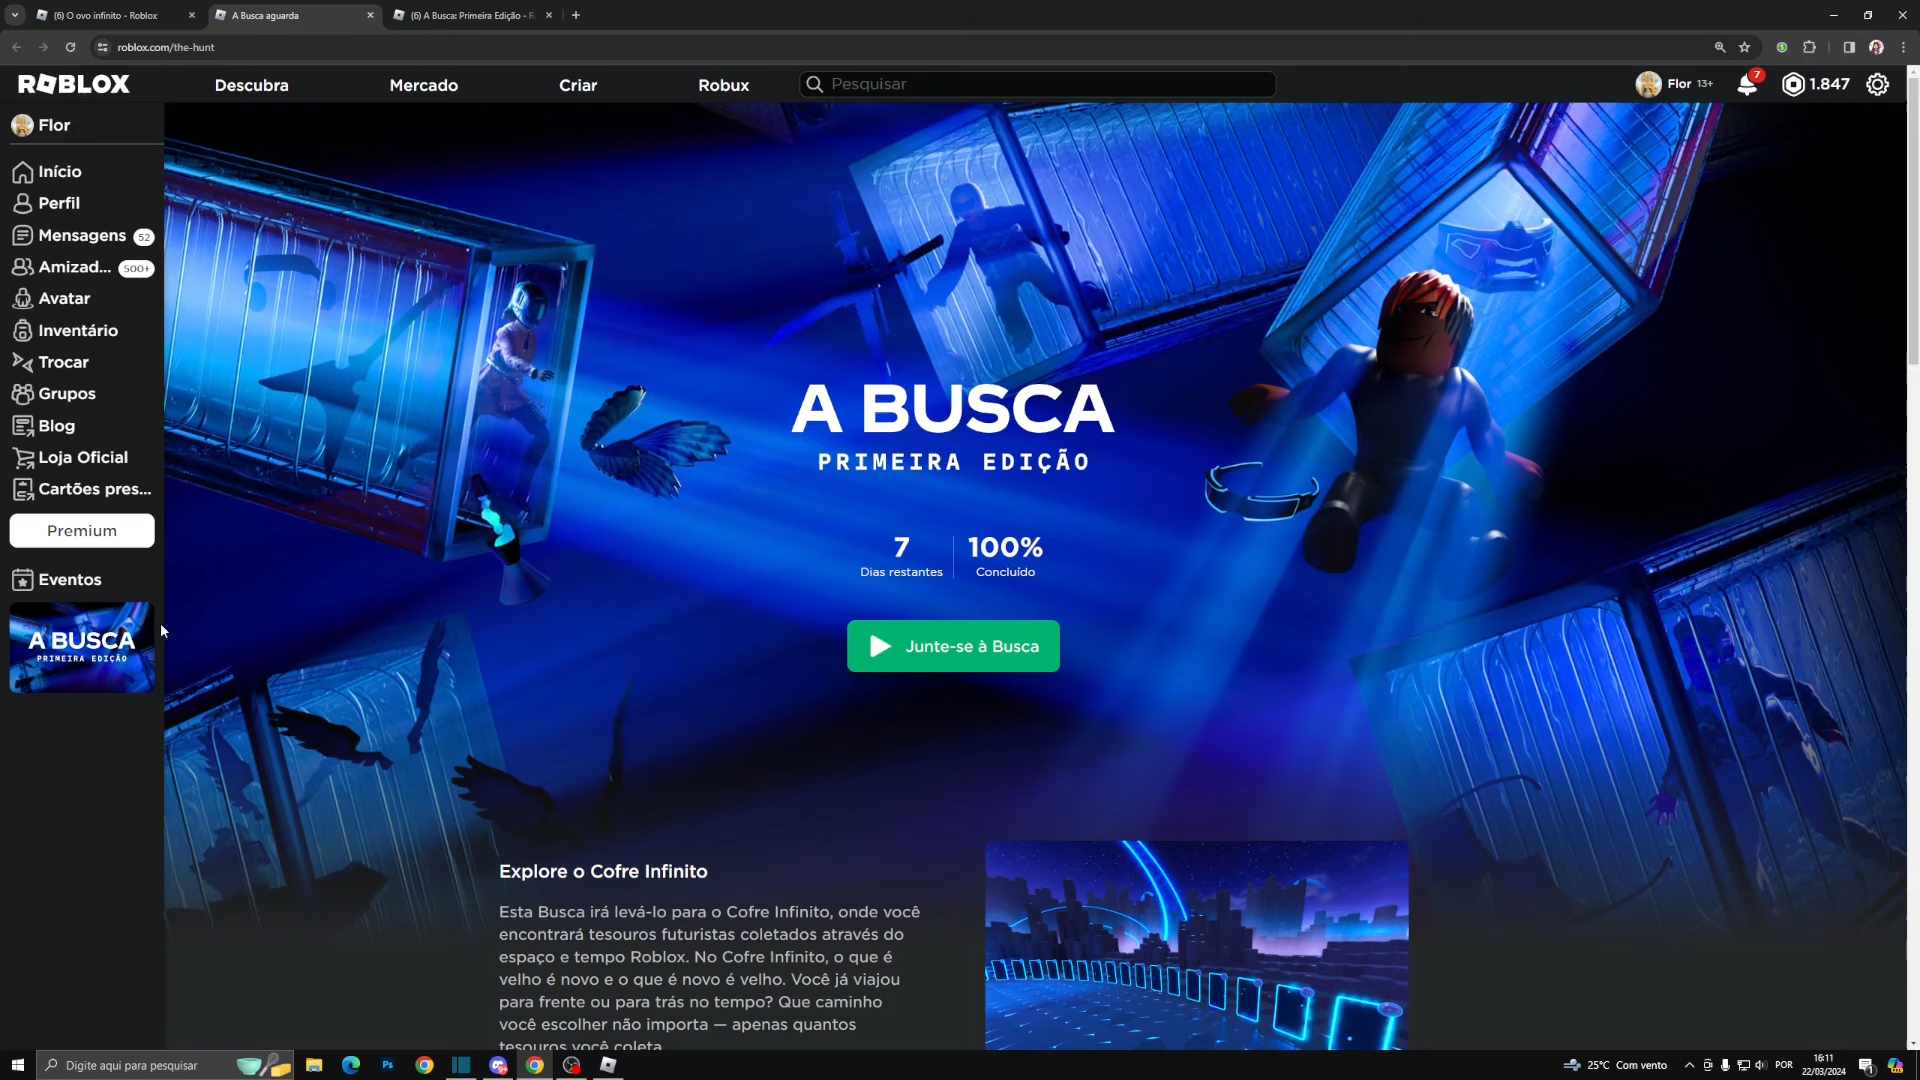 (6) O ovo infinito - Roblox
A Busca aguarda
(6) A Busca: Primeira Edição - R
roblox.com/the-hunt
ROBLOX
Descubra
Mercado
Criar
Robux
Pesquisar
Flor 13+
7
1.847
Flor
Início
Perfil
Mensagens 52
Amizad... 500+
Avatar
Inventário
Trocar
Grupos
Blog
Loja Oficial
Cartões pres...
Premium
Eventos
A BUSCA
PRIMEIRA EDIÇÃO
A BUSCA
PRIMEIRA EDIÇÃO
7
Dias restantes
100%
Concluído
Junte-se à Busca
Explore o Cofre Infinito
Esta Busca irá levá-lo para o Cofre Infinito, onde você
encontrará tesouros futuristas coletados através do
espaço e tempo Roblox. No Cofre Infinito, o que é
velho é novo e o que é novo é velho. Você já viajou
para frente ou para trás no tempo? Que caminho
você escolher não importa — apenas quantos
tesouros você coleta.
Digite aqui para pesquisar
Ps
25°C Com vento
POR
16:11
22/03/2024
1